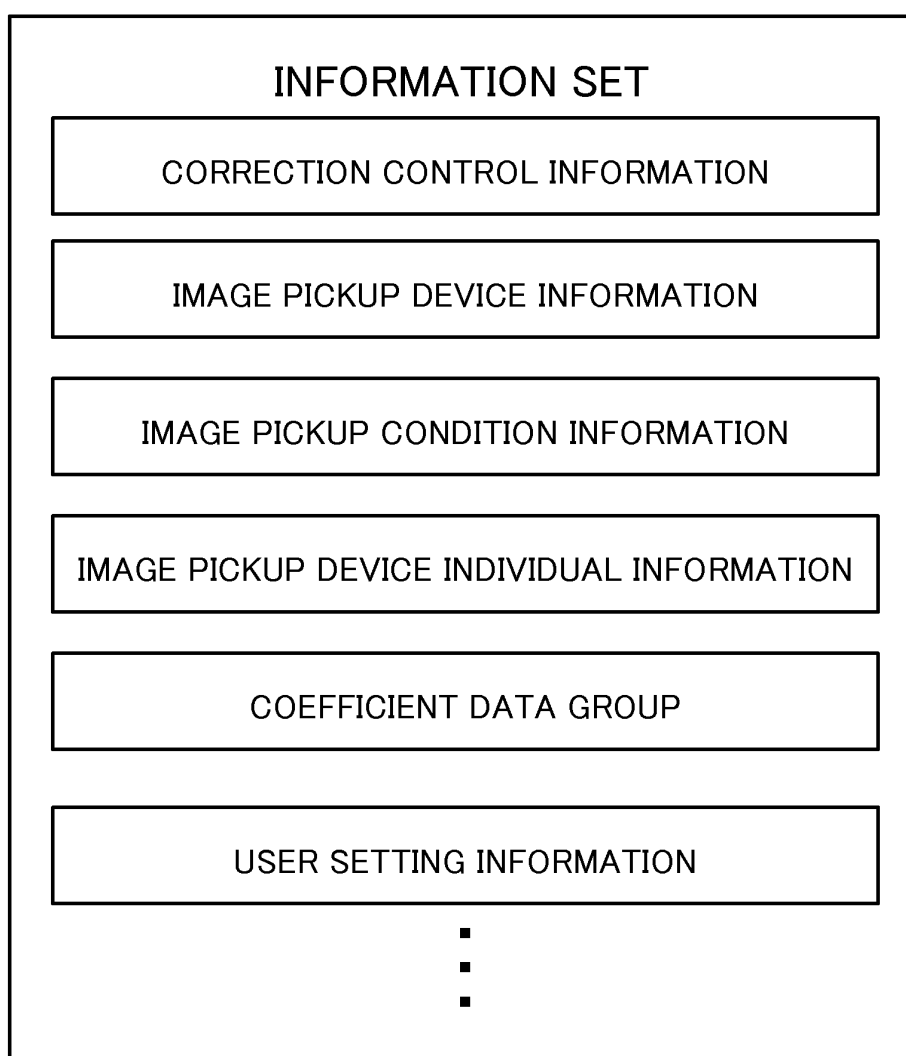 INFORMATION SET
CORRECTION CONTROL INFORMATION
IMAGE PICKUP DEVICE INFORMATION
IMAGE PICKUP CONDITION INFORMATION
IMAGE PICKUP DEVICE INDIVIDUAL INFORMATION
COEFFICIENT DATA GROUP
USER SETTING INFORMATION